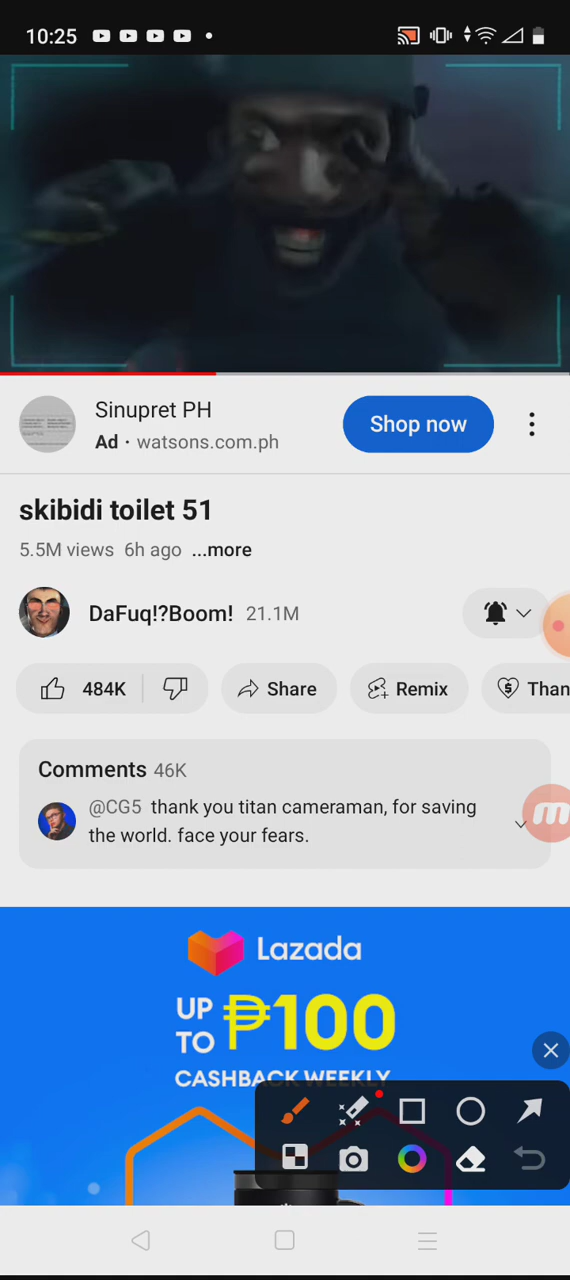 10:25
Sinupret PH
Shop now
Ad · watsons.com.ph
skibidi toilet 51
5.5M views 6h ago ...more
DaFuq!?Boom! 21.1M
484K
Share
Remix
Than
Comments 46K
@CG5 thank you titan cameraman, for saving
the world. face your fears.
Lazada
UP
TO
₱100
CASHBACK WEEKLY